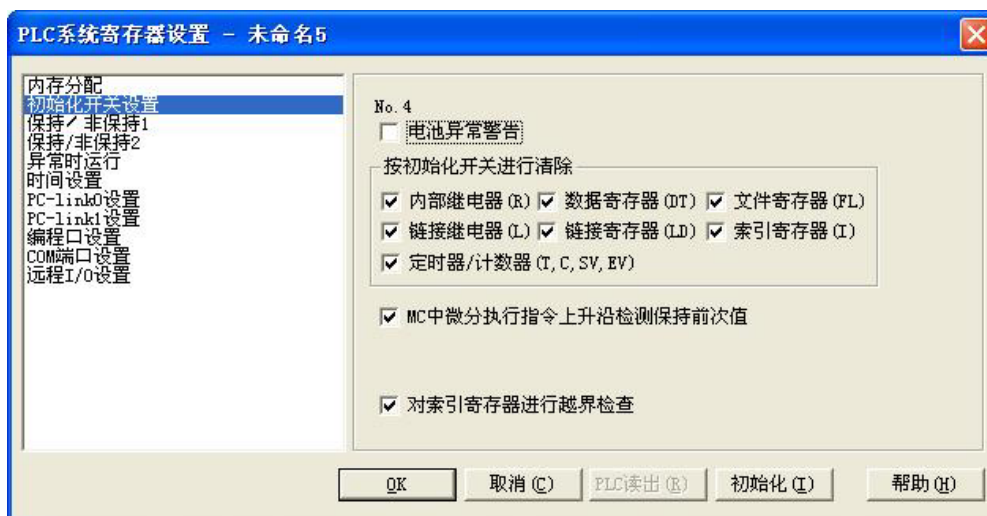 PLC系统寄存器设置 - 未命名5
内存分配
初始化开关设置
保持/ 非保持1
保持/非保持2
异常时运行
时间设置
PC-link0设置
PC-link1设置
编程口设置
COM端口设置
远程I/O设置
No.4
电池异常警告
按初始化开关进行清除
内部继电器(R) 数据寄存器(DT) 文件寄存器(FL)
链接继电器(L) 链接寄存器(LD) 索引寄存器(I)
定时器/计数器(T,C,SV,EV)
MC中微分执行指令上升沿检测保持前次值
对索引寄存器进行越界检查
OK 取消(C) PLC读出(R) 初始化(I) 帮助(H)